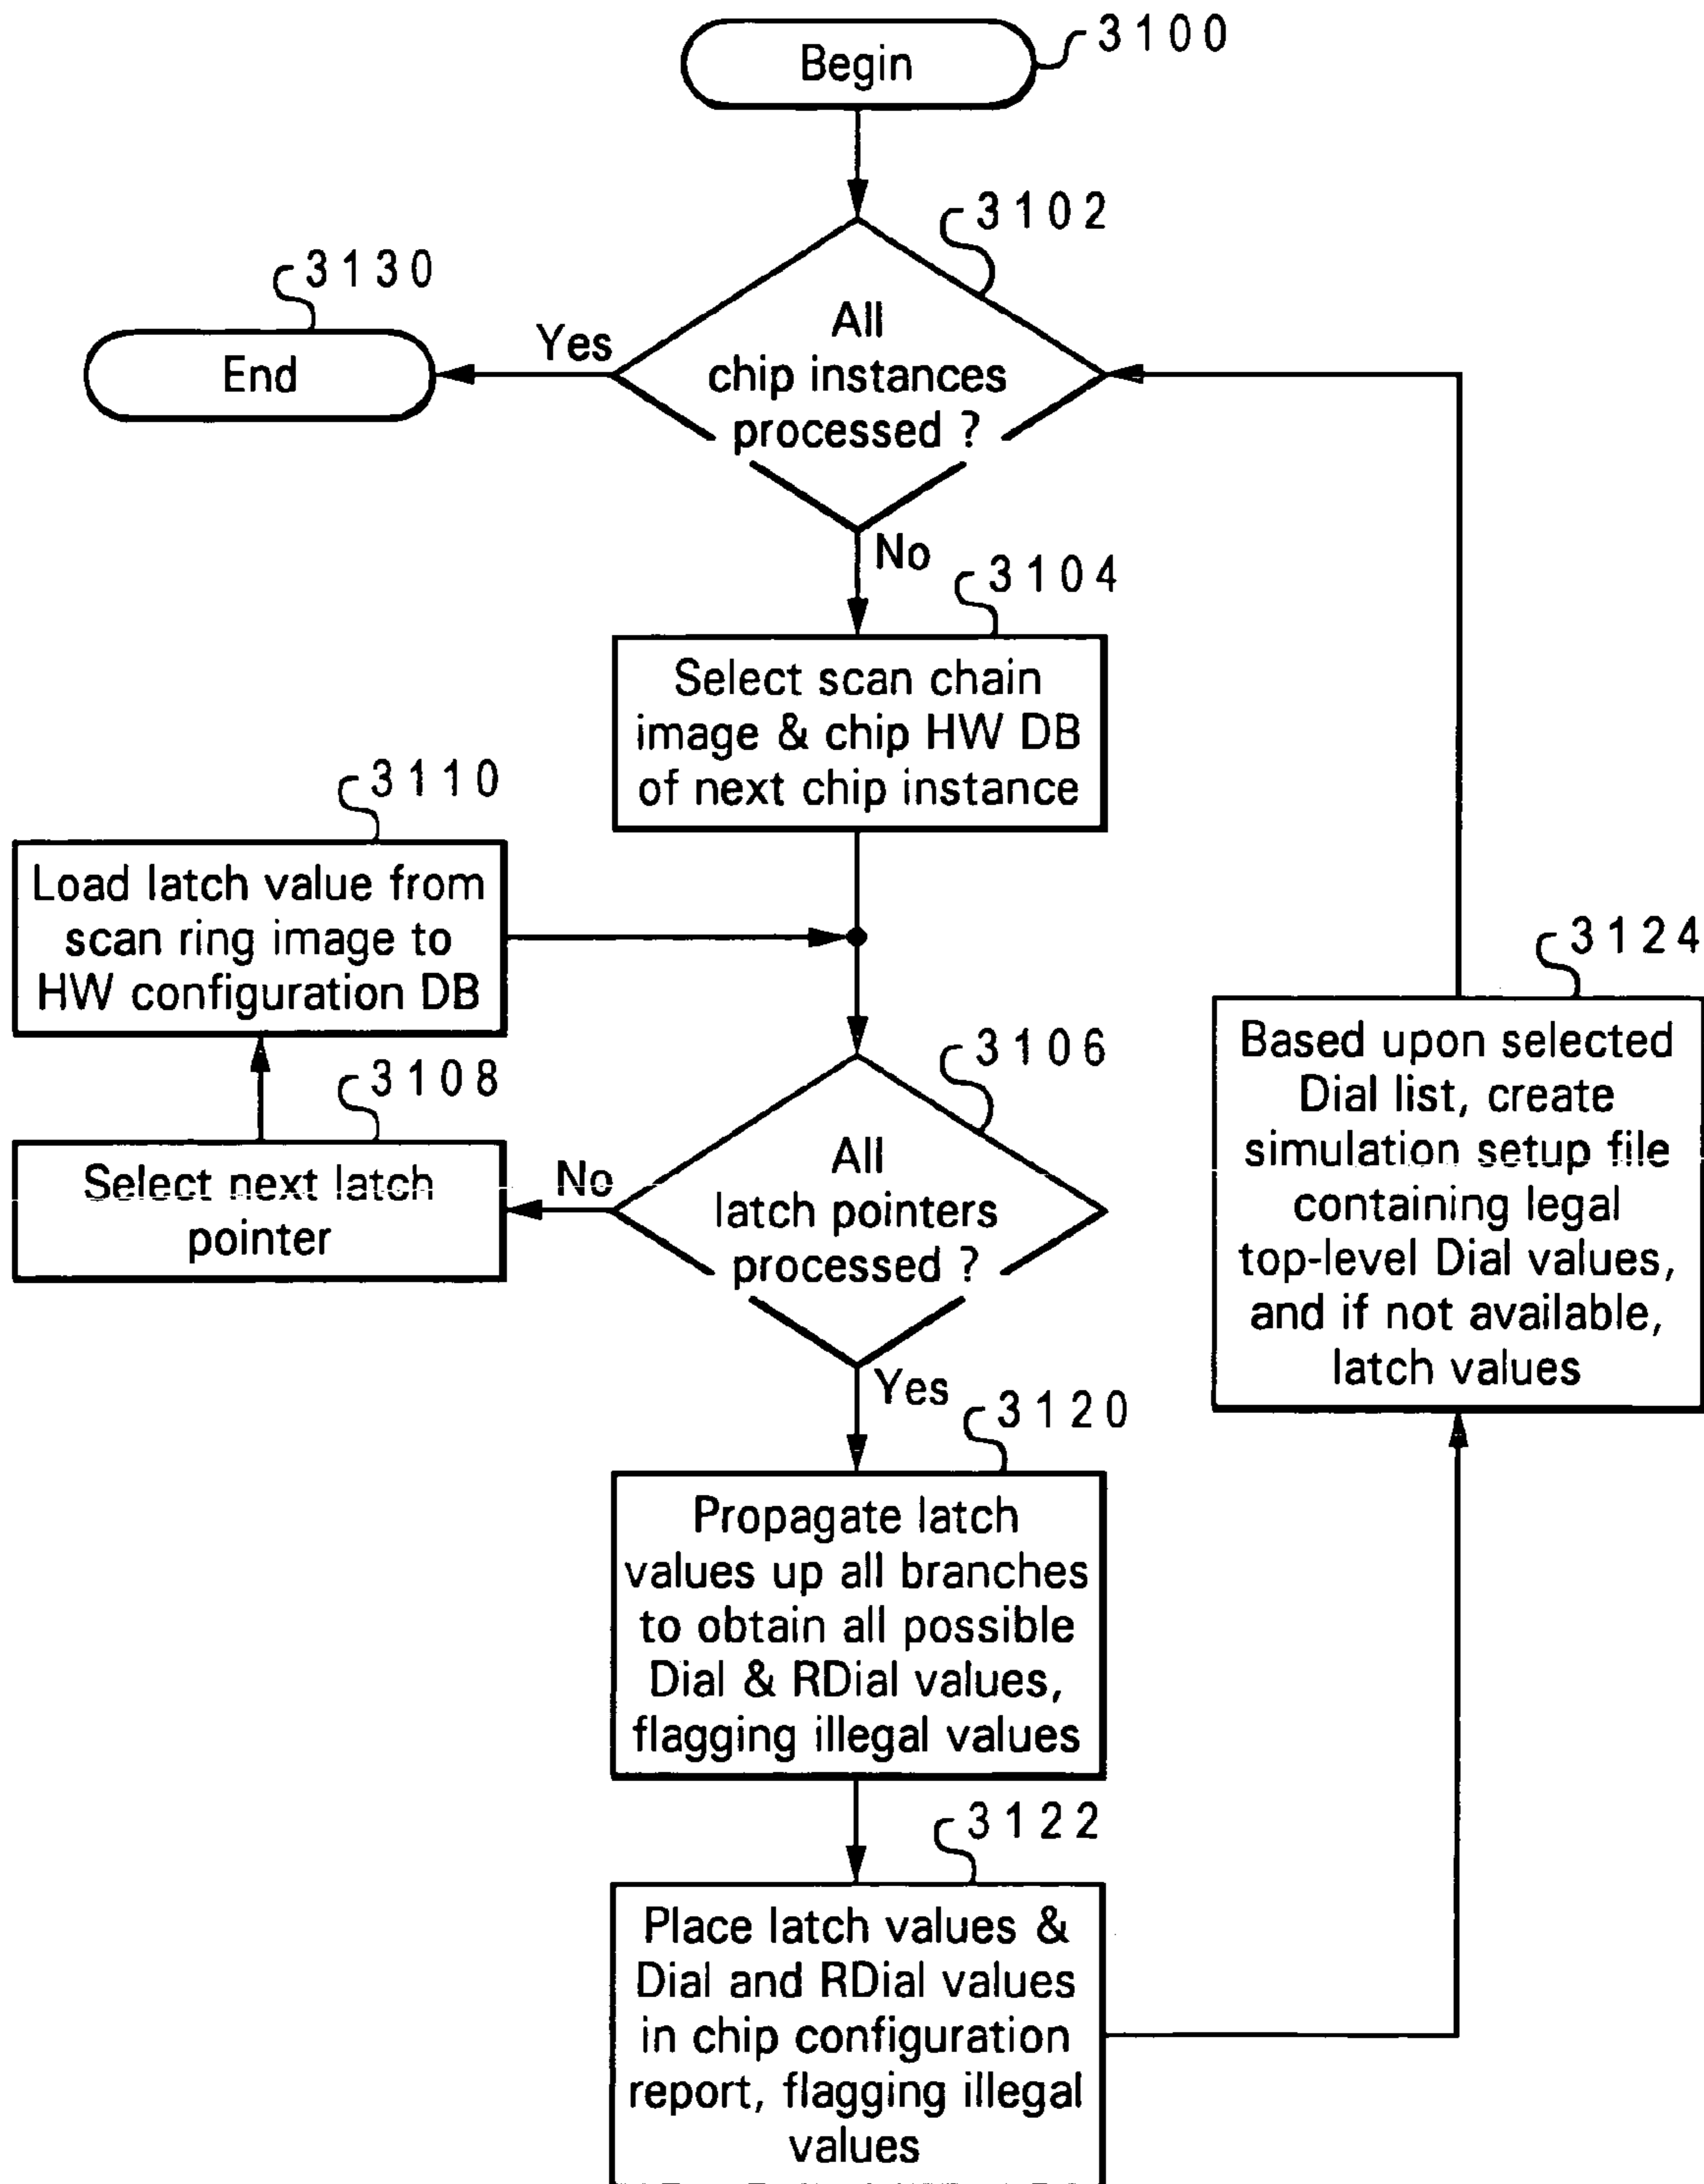 Begin
3100
3102
3130
All
chip instances
processed ?
Yes
End
No
3104
Select scan chain
image & chip HW DB
of next chip instance
3110
Load latch value from
scan ring image to
HW configuration DB
3108
Select next latch
pointer
3106
All
latch pointers
processed ?
No
Yes
3120
Propagate latch
values up all branches
to obtain all possible
Dial & RDial values,
flagging illegal values
3122
Place latch values &
Dial and RDial values
in chip configuration
report, flagging illegal
values
3124
Based upon selected
Dial list, create
simulation setup file
containing legal
top-level Dial values,
and if not available,
latch values